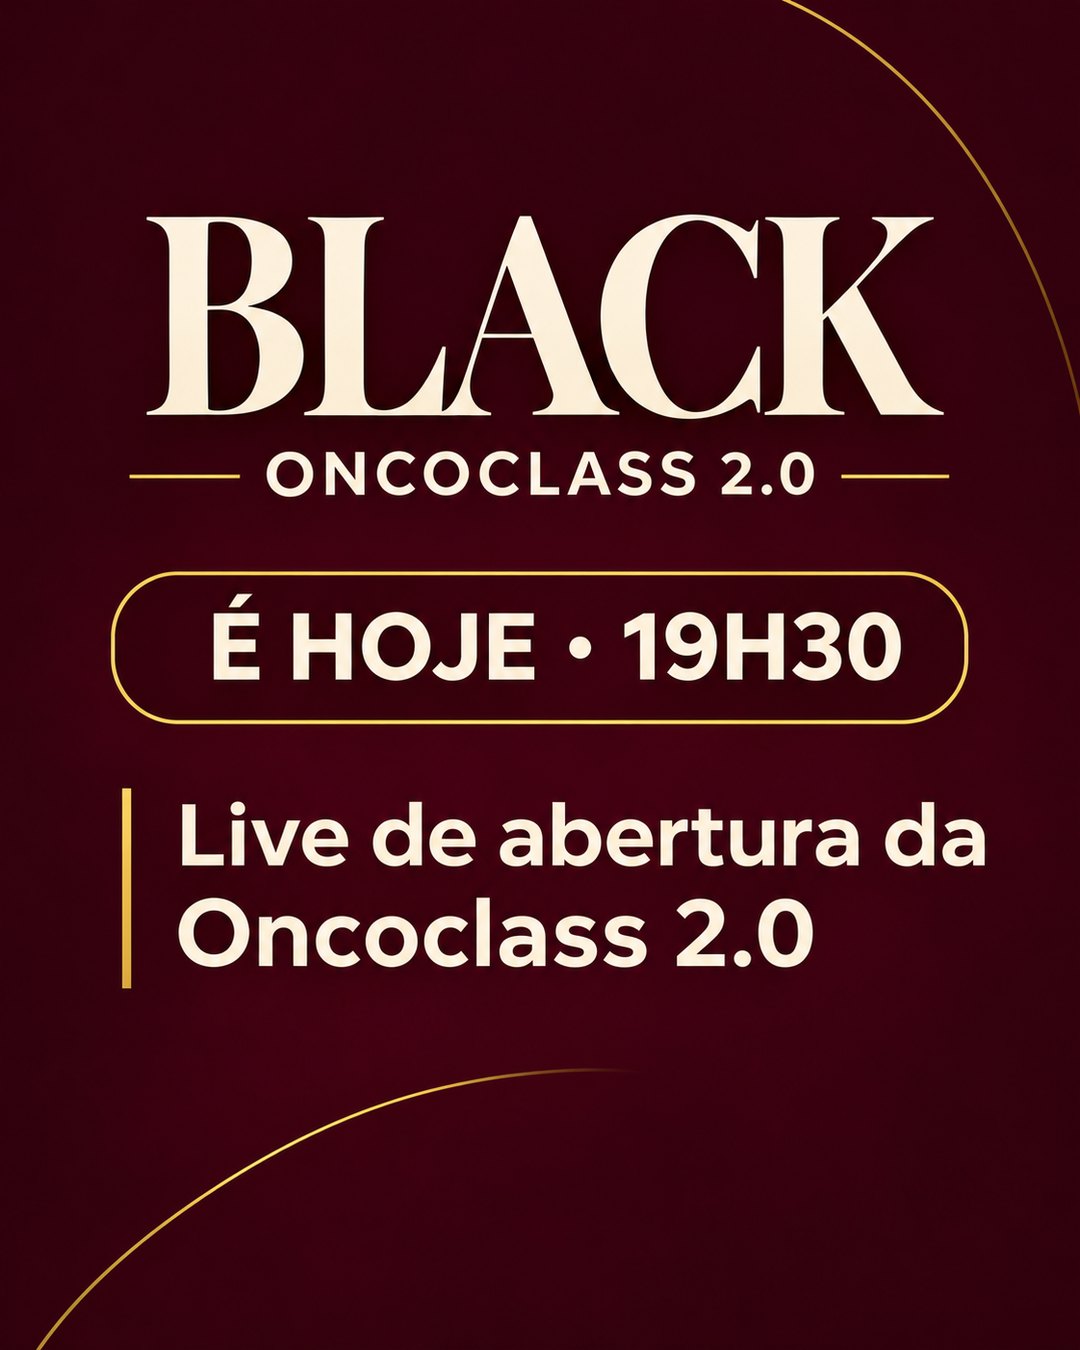 BLACK
ONCOCLASS 2.0
É HOJE • 19H30
Live de abertura da
Oncoclass 2.0